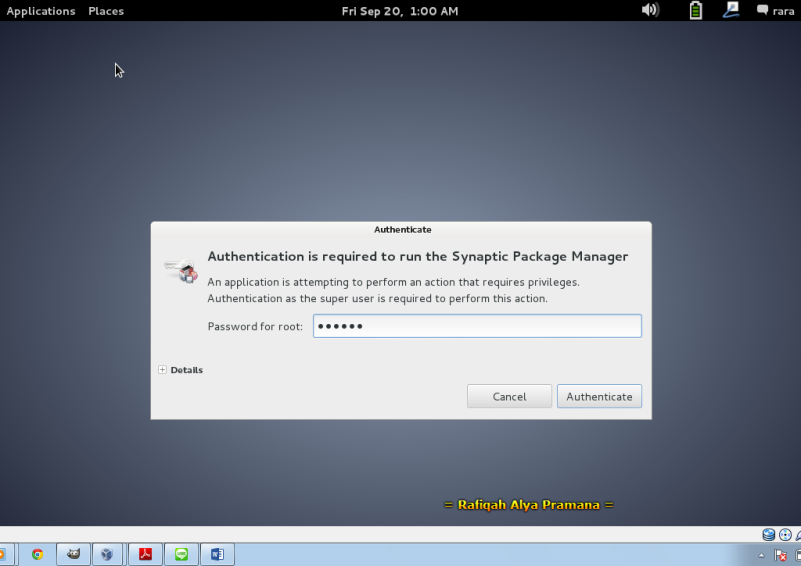 Applications Places Fri Sep 20, 1:00 AM rara
Authenticate
Authentication is required to run the Synaptic Package Manager
An application is attempting to perform an action that requires privileges.
Authentication as the super user is required to perform this action.
Password for root: ••••••
Details
Cancel Authenticate
= Rafiqah Alya Pramana =